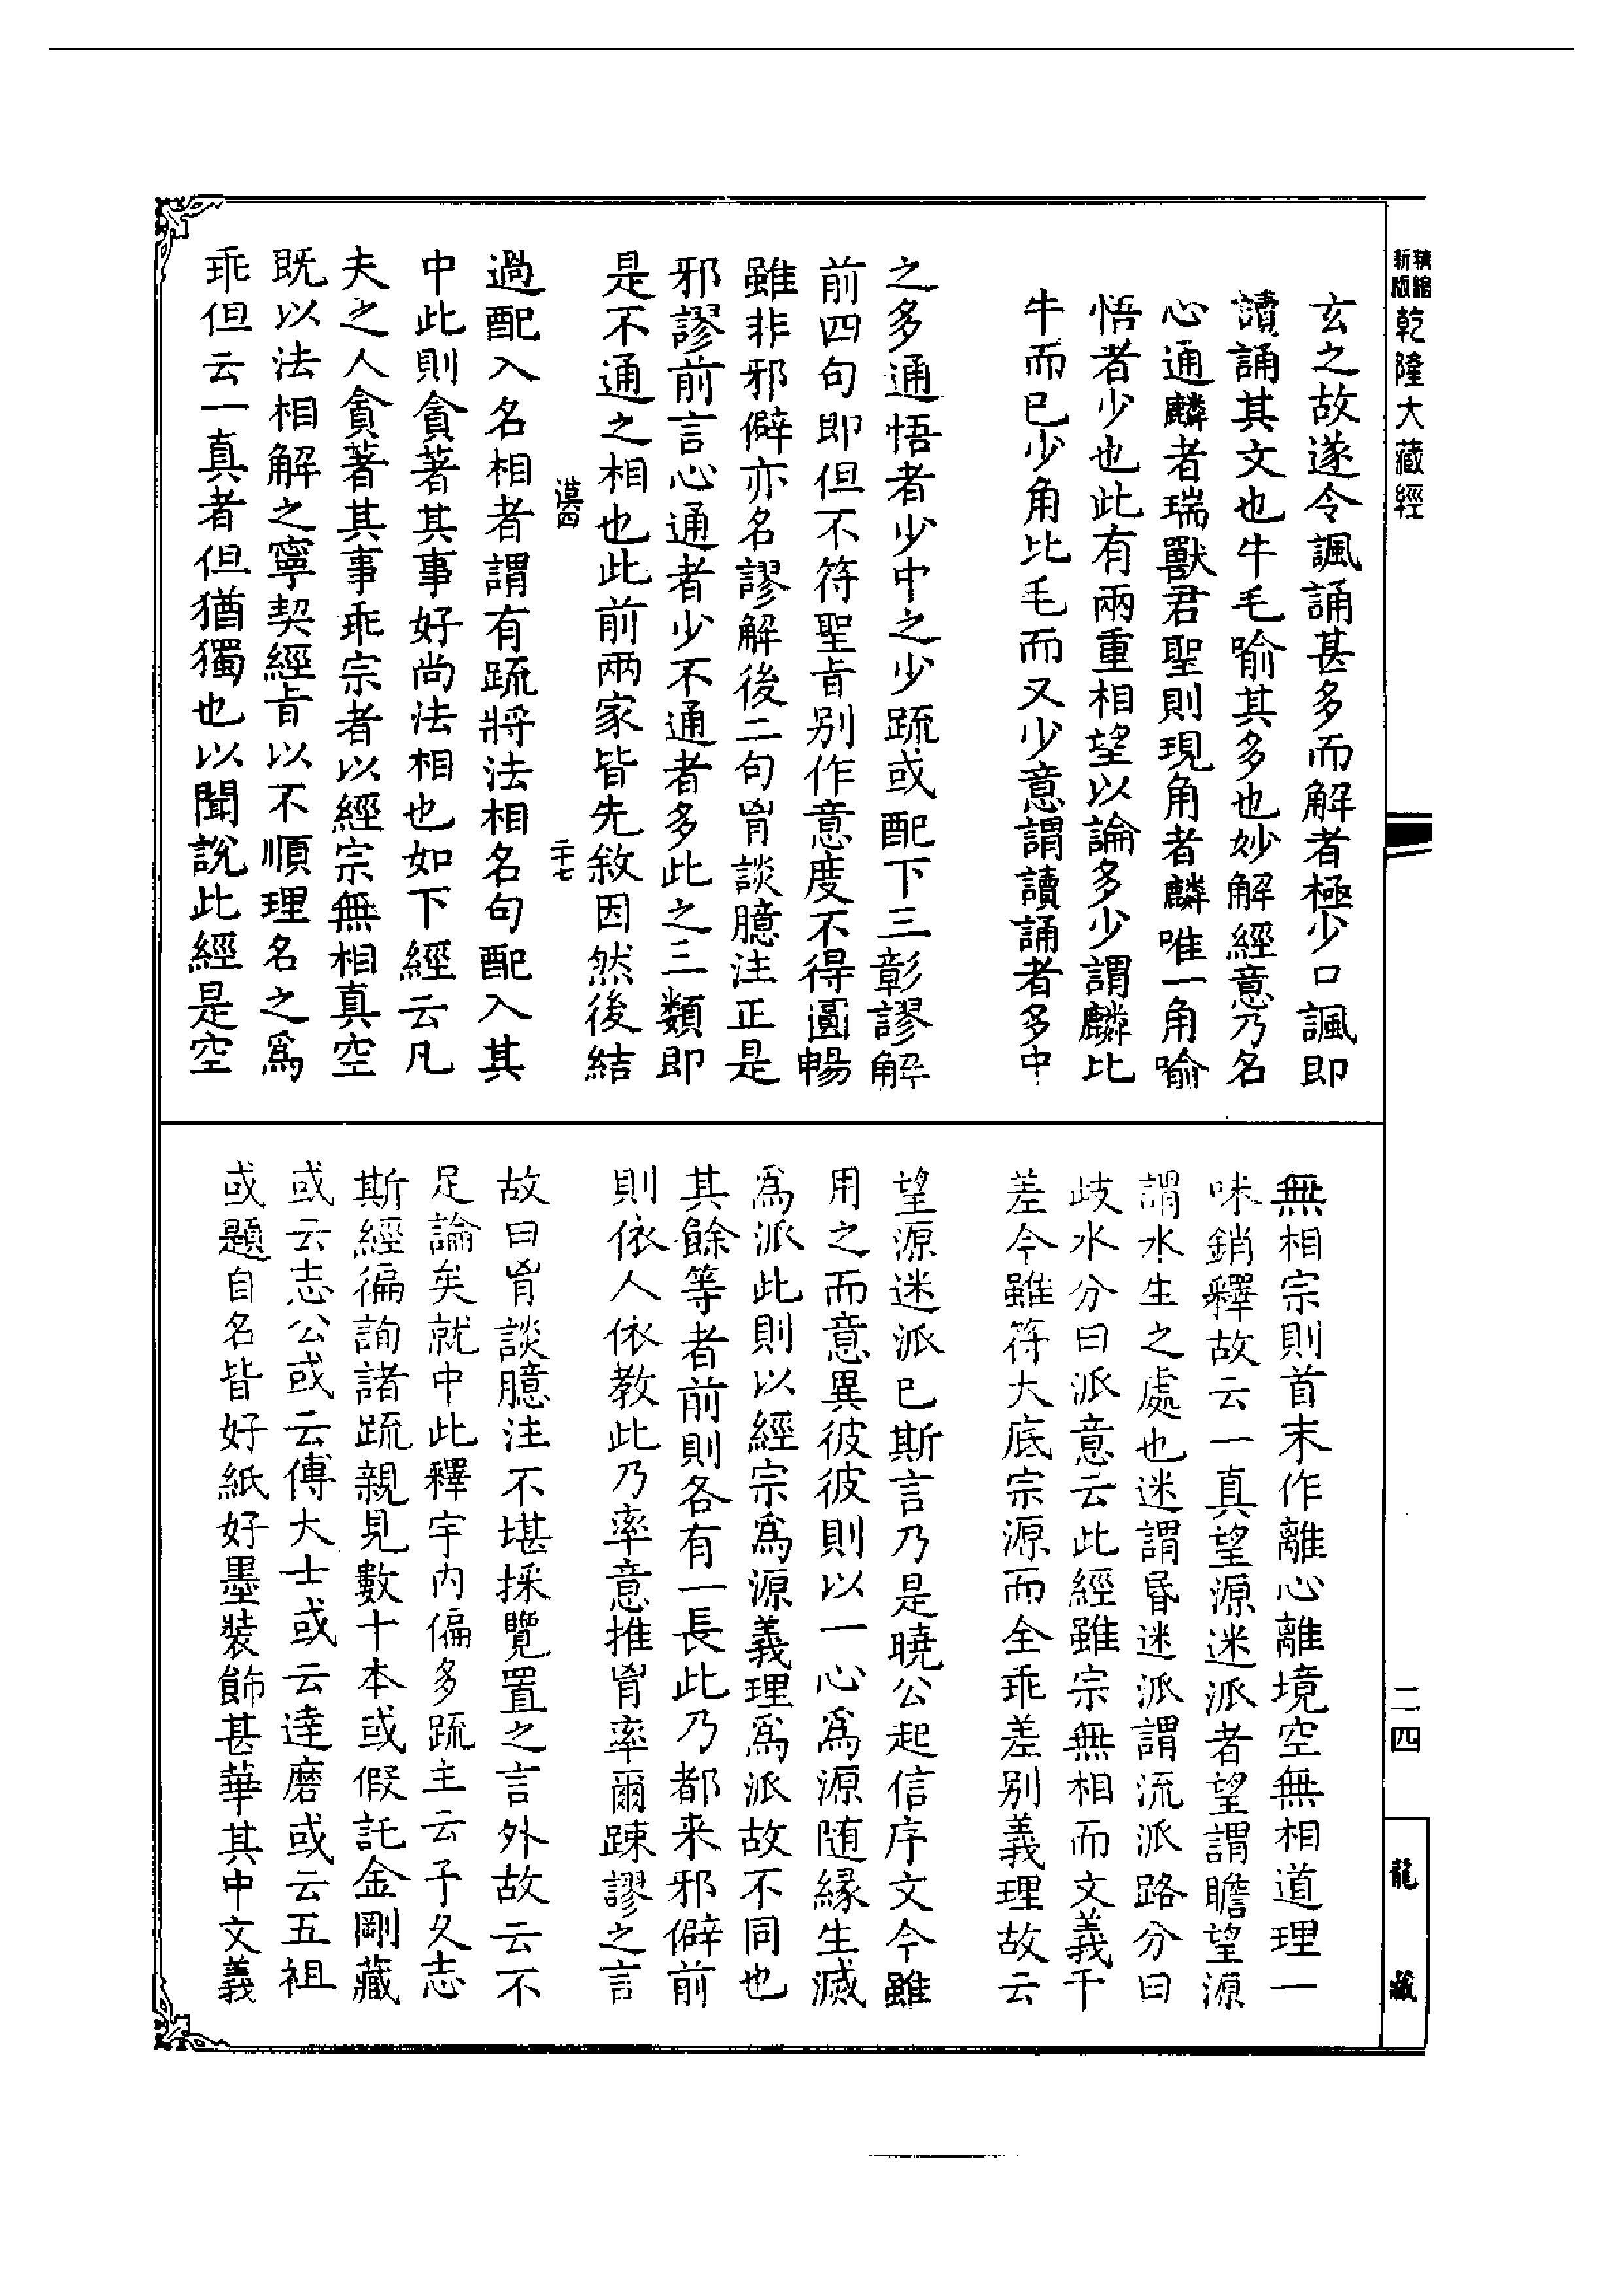 精縮新版乾隆大藏經
玄之故遂令諷誦甚多而解者極少口諷即
讀誦其文也牛毛喻其多也妙解經意乃名
心通麟者瑞獸君聖則現角者麟唯一角喻
悟者少也此有兩重相望以論多少謂麟比
牛而已少角比毛而又少意謂讀誦者多中
之多通悟者少中之少䟽或配下三彰謬解
前四句即但不符聖㫖別作意度不得圓暢
雖非邪僻亦名謬解後二句胷談臆注正是
邪謬前言心通者少不通者多此之三類即
是不通之相也此前兩家皆先敘因然後結
過配入名相者謂有䟽將法相名句配入其
中此則貪著其事好尚法相也如下經云凡
夫之人貪著其事乖宗者以經宗無相真空
既以法相解之寧契經㫖以不順理名之爲
乖但云一真者但猶獨也以聞說此經是空
無相宗則首末作離心離境空無相道理一
味銷釋故云一真望源迷派者望謂瞻望源
謂水生之處也迷謂昏迷派謂流派路分曰
歧水分曰派意云此經雖宗無相而文義千
差今雖符大底宗源而全乖差别義理故云
望源迷派已斯言乃是曉公起信序文今雖
用之而意異彼彼則以一心爲源随緣生滅
爲派此則以經宗爲源義理爲派故不同也
其餘等者前則各有一長此乃都来邪僻前
則依人依教此乃率意推胷率爾踈謬之言
故曰胷談臆注不堪採覽置之言外故云不
足論矣就中此釋宇内偏多䟽主云予久志
斯經徧詢諸䟽親見數十本或假託金剛藏
或云志公或云傅大士或云達磨或云五祖
或題自名皆好紙好墨裝飾甚華其中文義
漠四
二十七
二四
龍藏